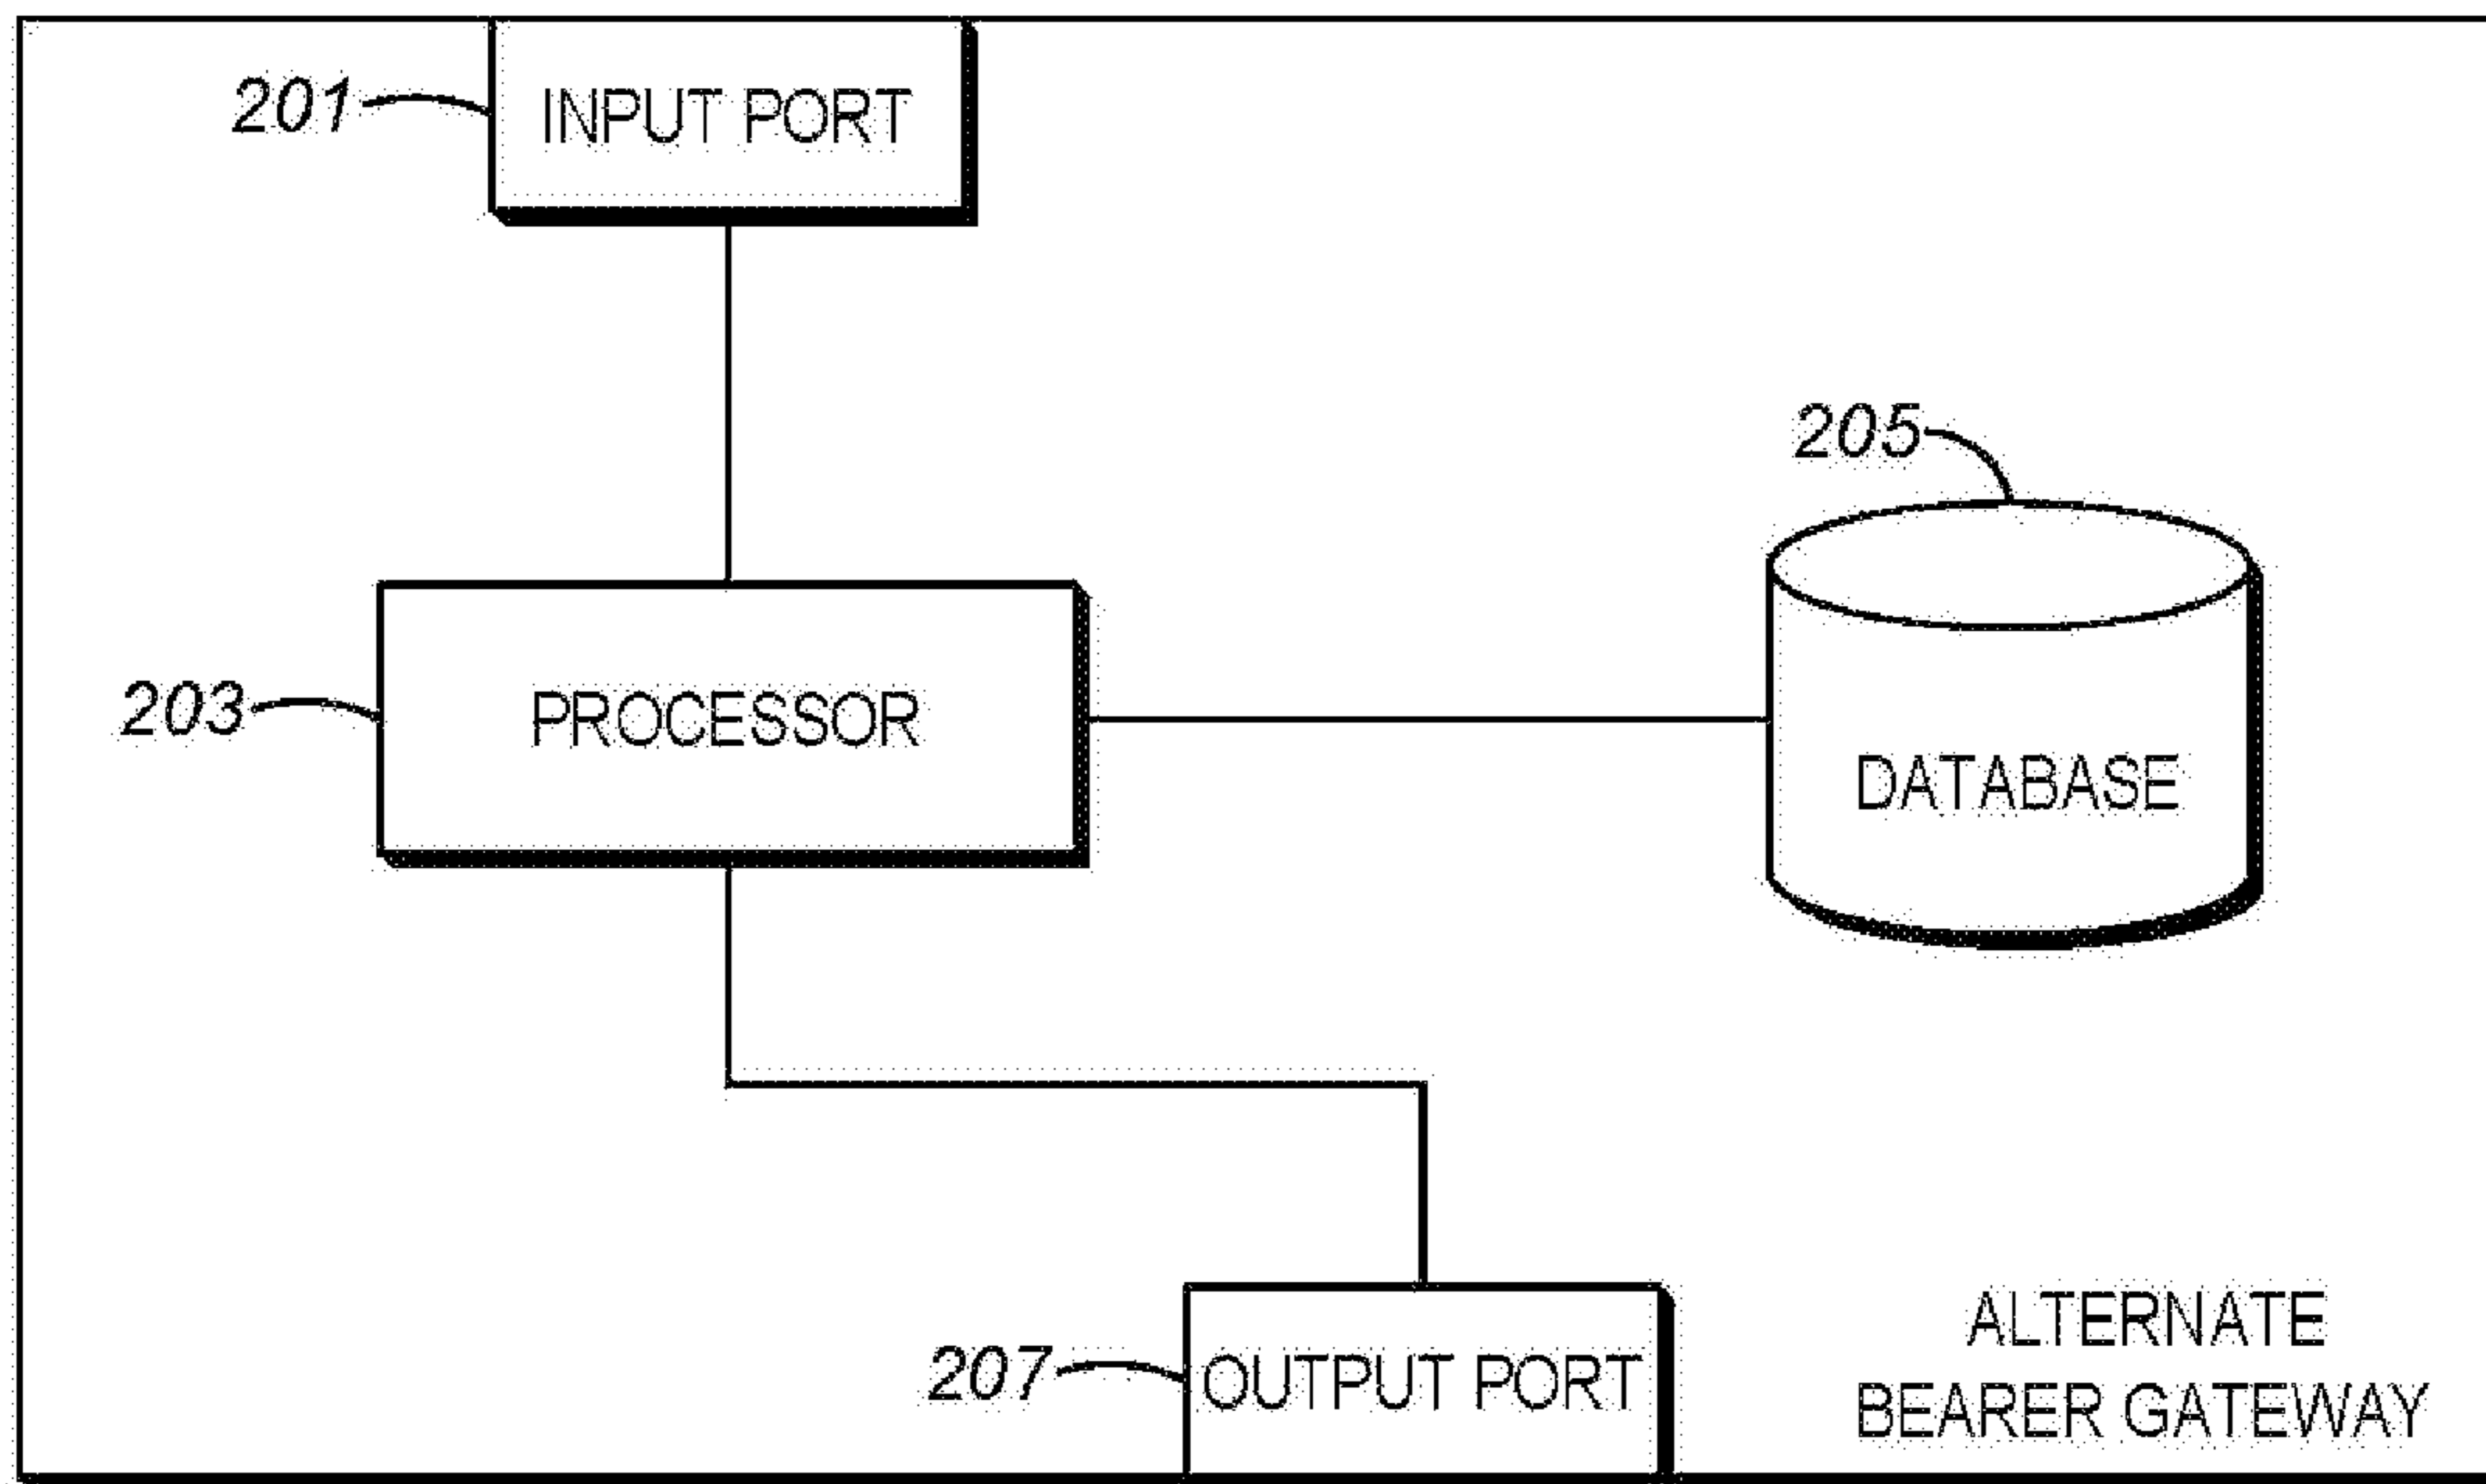 201
INPUT PORT
205
203
PROCESSOR
DATABASE
207
OUTPUT PORT
ALTERNATE
BEARER GATEWAY